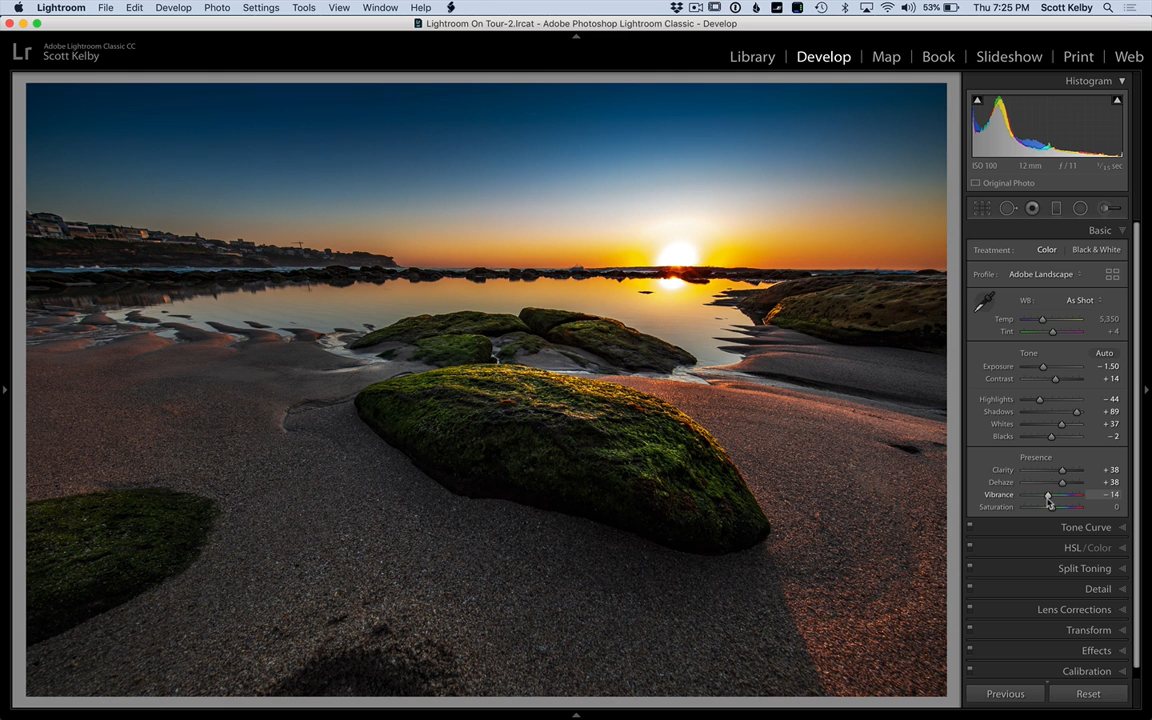 Lightroom File Edit Develop Photo Settings Tools View Window Help 53% Thu 7:25 PM Scott Kelby
Lightroom On Tour-2.lrcat - Adobe Photoshop Lightroom Classic - Develop
Lr Adobe Lightroom Classic CC
Scott Kelby
Library | Develop | Map | Book | Slideshow | Print | Web
Histogram
ISO 100 12 mm ƒ / 11 1/15 sec
Original Photo
Basic
Treatment : Color Black & White
Profile : Adobe Landscape
WB : As Shot
Temp 5,350
Tint + 4
Tone Auto
Exposure – 1.50
Contrast + 14
Highlights – 44
Shadows + 89
Whites + 37
Blacks – 2
Presence
Clarity + 38
Dehaze + 38
Vibrance – 14
Saturation 0
Tone Curve
HSL / Color
Split Toning
Detail
Lens Corrections
Transform
Effects
Calibration
Previous Reset